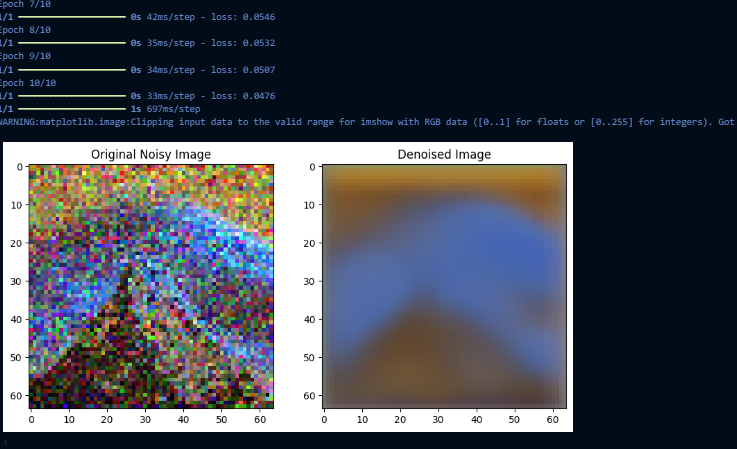 Epoch 7/10
1/1 ━━━━━━━━━━━━━━━━━━━━ 0s 42ms/step - loss: 0.0546
Epoch 8/10
1/1 ━━━━━━━━━━━━━━━━━━━━ 0s 35ms/step - loss: 0.0532
Epoch 9/10
1/1 ━━━━━━━━━━━━━━━━━━━━ 0s 34ms/step - loss: 0.0507
Epoch 10/10
1/1 ━━━━━━━━━━━━━━━━━━━━ 0s 33ms/step - loss: 0.0476
1/1 ━━━━━━━━━━━━━━━━━━━━ 1s 697ms/step
WARNING:matplotlib.image:Clipping input data to the valid range for imshow with RGB data ([0..1] for floats or [0..255] for integers). Got
Original Noisy Image
0
10
20
30
40
50
60
0 10 20 30 40 50 60
Denoised Image
0
10
20
30
40
50
60
0 10 20 30 40 50 60